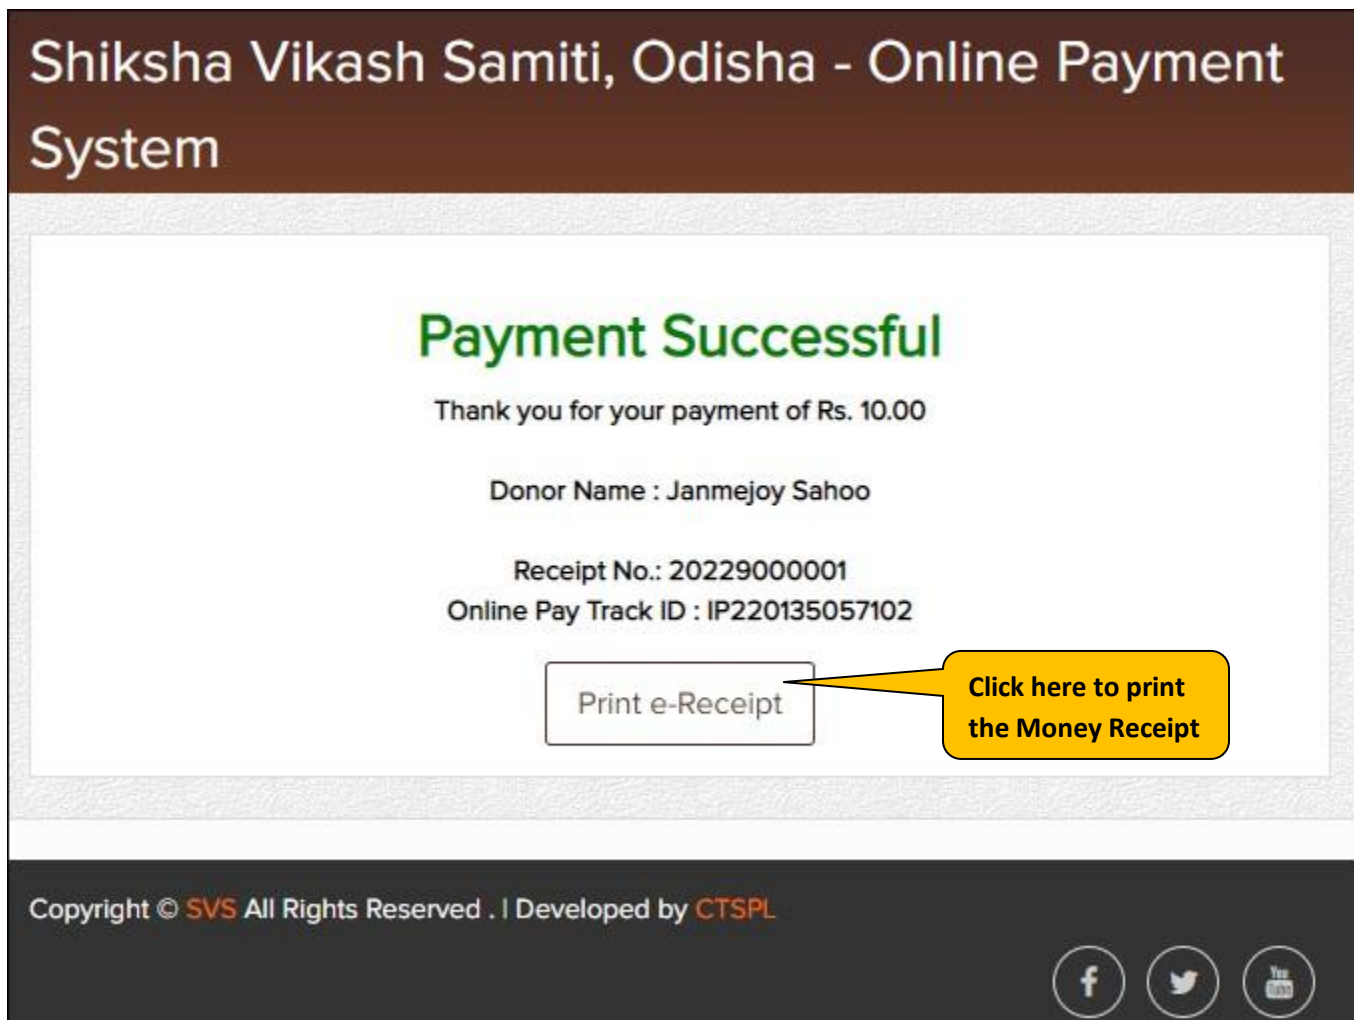 Shiksha Vikash Samiti, Odisha - Online Payment
System
Payment Successful
Thank you for your payment of Rs. 10.00
Donor Name : Janmejoy Sahoo
Receipt No.: 20229000001
Online Pay Track ID : IP220135057102
Print e-Receipt
Click here to print
the Money Receipt
Copyright © SVS All Rights Reserved . | Developed by CTSPL
f
You
Tube